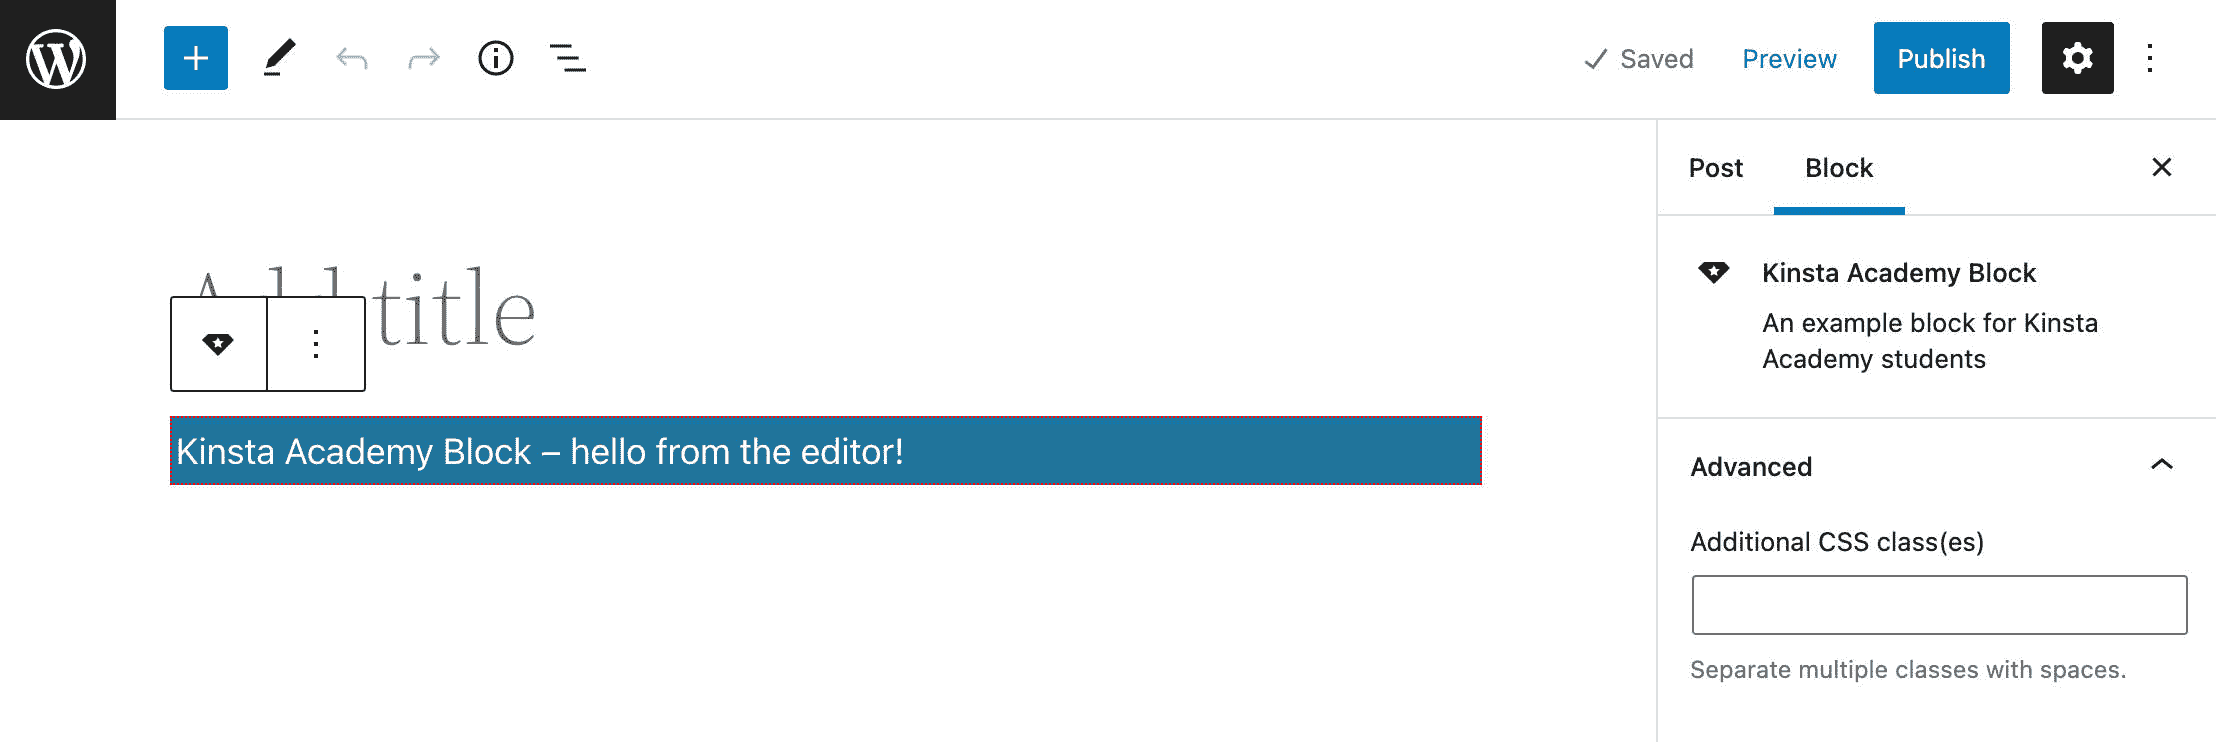 Saved Preview Publish
Post Block
Add title
Kinsta Academy Block
An example block for Kinsta
Academy students
Kinsta Academy Block – hello from the editor!
Advanced
Additional CSS class(es)
Separate multiple classes with spaces.